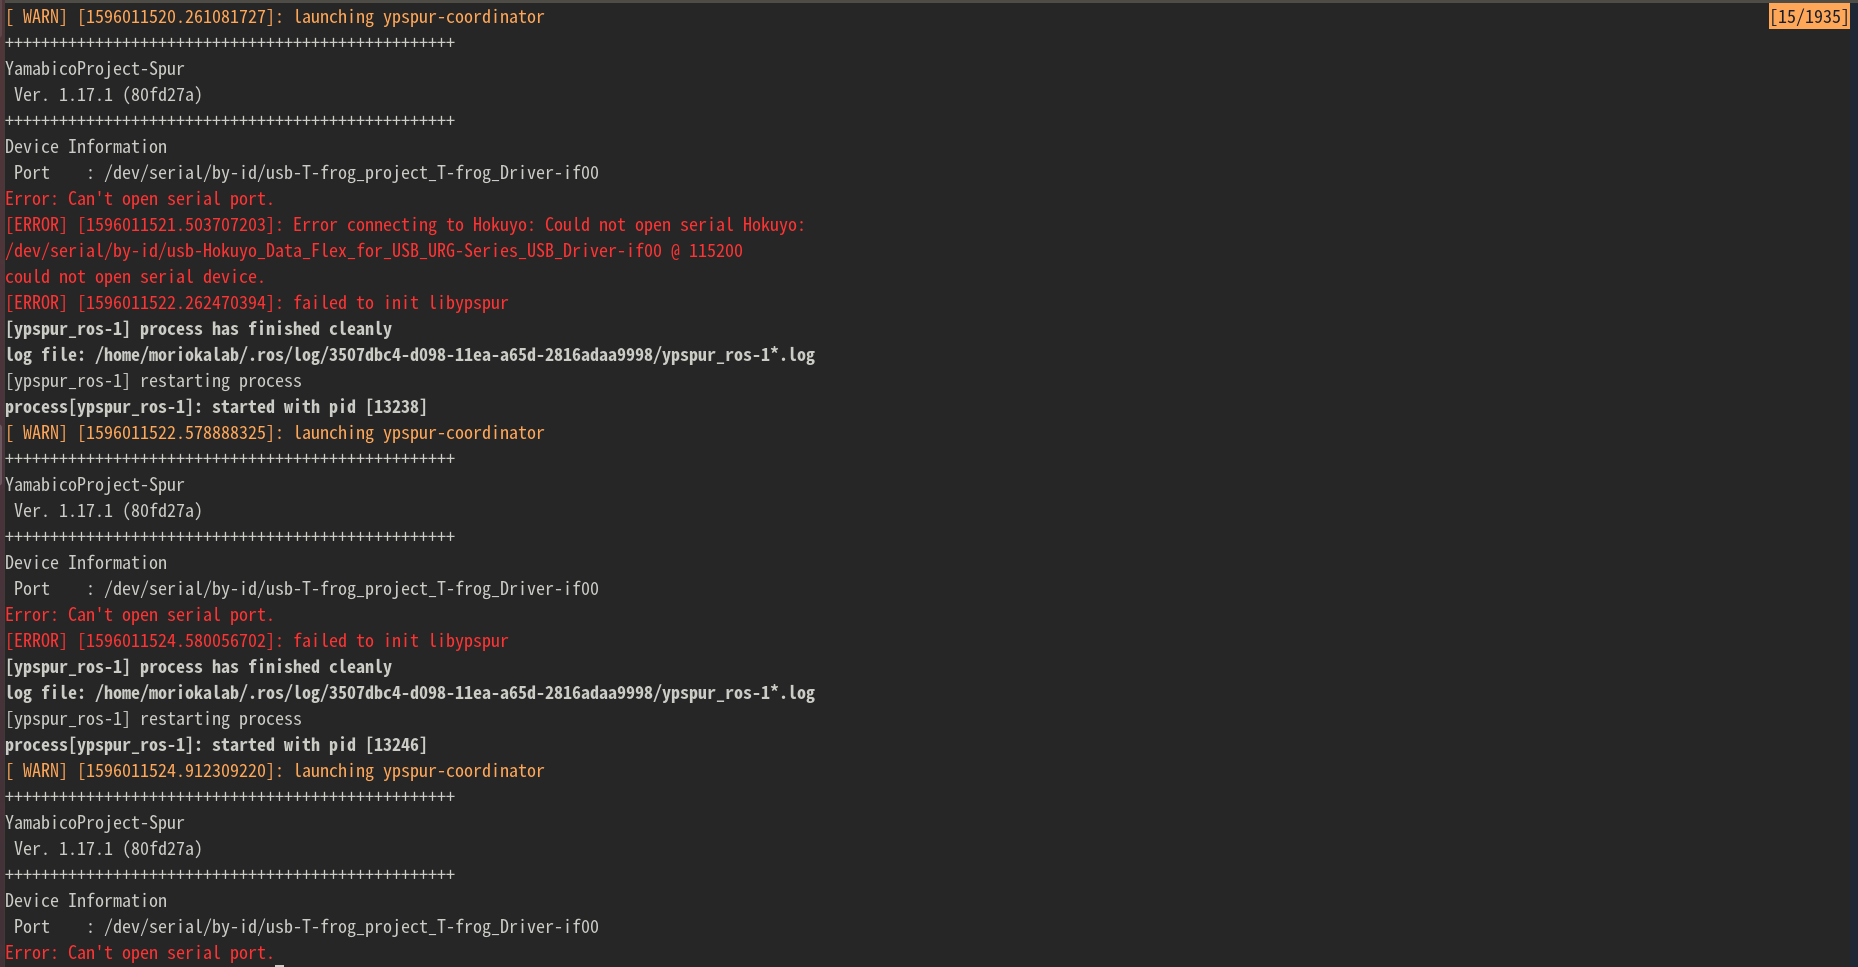 [ WARN] [1596011520.261081727]: launching ypspur-coordinator [15/1935]
++++++++++++++++++++++++++++++++++++++++++++++++++
YamabicoProject-Spur
 Ver. 1.17.1 (80fd27a)
++++++++++++++++++++++++++++++++++++++++++++++++++
Device Information
 Port    : /dev/serial/by-id/usb-T-frog_project_T-frog_Driver-if00
Error: Can't open serial port.
[ERROR] [1596011521.503707203]: Error connecting to Hokuyo: Could not open serial Hokuyo:
/dev/serial/by-id/usb-Hokuyo_Data_Flex_for_USB_URG-Series_USB_Driver-if00 @ 115200
could not open serial device.
[ERROR] [1596011522.262470394]: failed to init libypspur
[ypspur_ros-1] process has finished cleanly
log file: /home/moriokalab/.ros/log/3507dbc4-d098-11ea-a65d-2816adaa9998/ypspur_ros-1*.log
[ypspur_ros-1] restarting process
process[ypspur_ros-1]: started with pid [13238]
[ WARN] [1596011522.578888325]: launching ypspur-coordinator
++++++++++++++++++++++++++++++++++++++++++++++++++
YamabicoProject-Spur
 Ver. 1.17.1 (80fd27a)
++++++++++++++++++++++++++++++++++++++++++++++++++
Device Information
 Port    : /dev/serial/by-id/usb-T-frog_project_T-frog_Driver-if00
Error: Can't open serial port.
[ERROR] [1596011524.580056702]: failed to init libypspur
[ypspur_ros-1] process has finished cleanly
log file: /home/moriokalab/.ros/log/3507dbc4-d098-11ea-a65d-2816adaa9998/ypspur_ros-1*.log
[ypspur_ros-1] restarting process
process[ypspur_ros-1]: started with pid [13246]
[ WARN] [1596011524.912309220]: launching ypspur-coordinator
++++++++++++++++++++++++++++++++++++++++++++++++++
YamabicoProject-Spur
 Ver. 1.17.1 (80fd27a)
++++++++++++++++++++++++++++++++++++++++++++++++++
Device Information
 Port    : /dev/serial/by-id/usb-T-frog_project_T-frog_Driver-if00
Error: Can't open serial port.